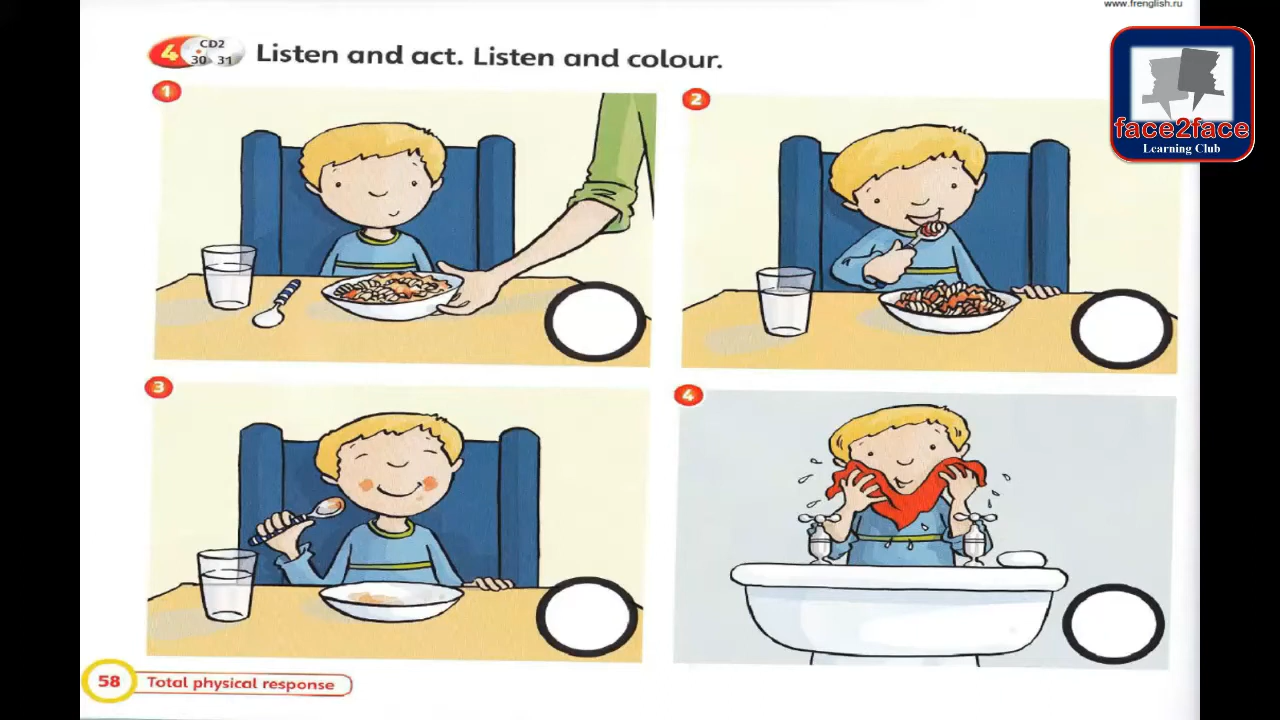 www.frenglish.ru
4 CD2 30 31 Listen and act. Listen and colour.
face2face
Learning Club
1
2
3
4
58 Total physical response